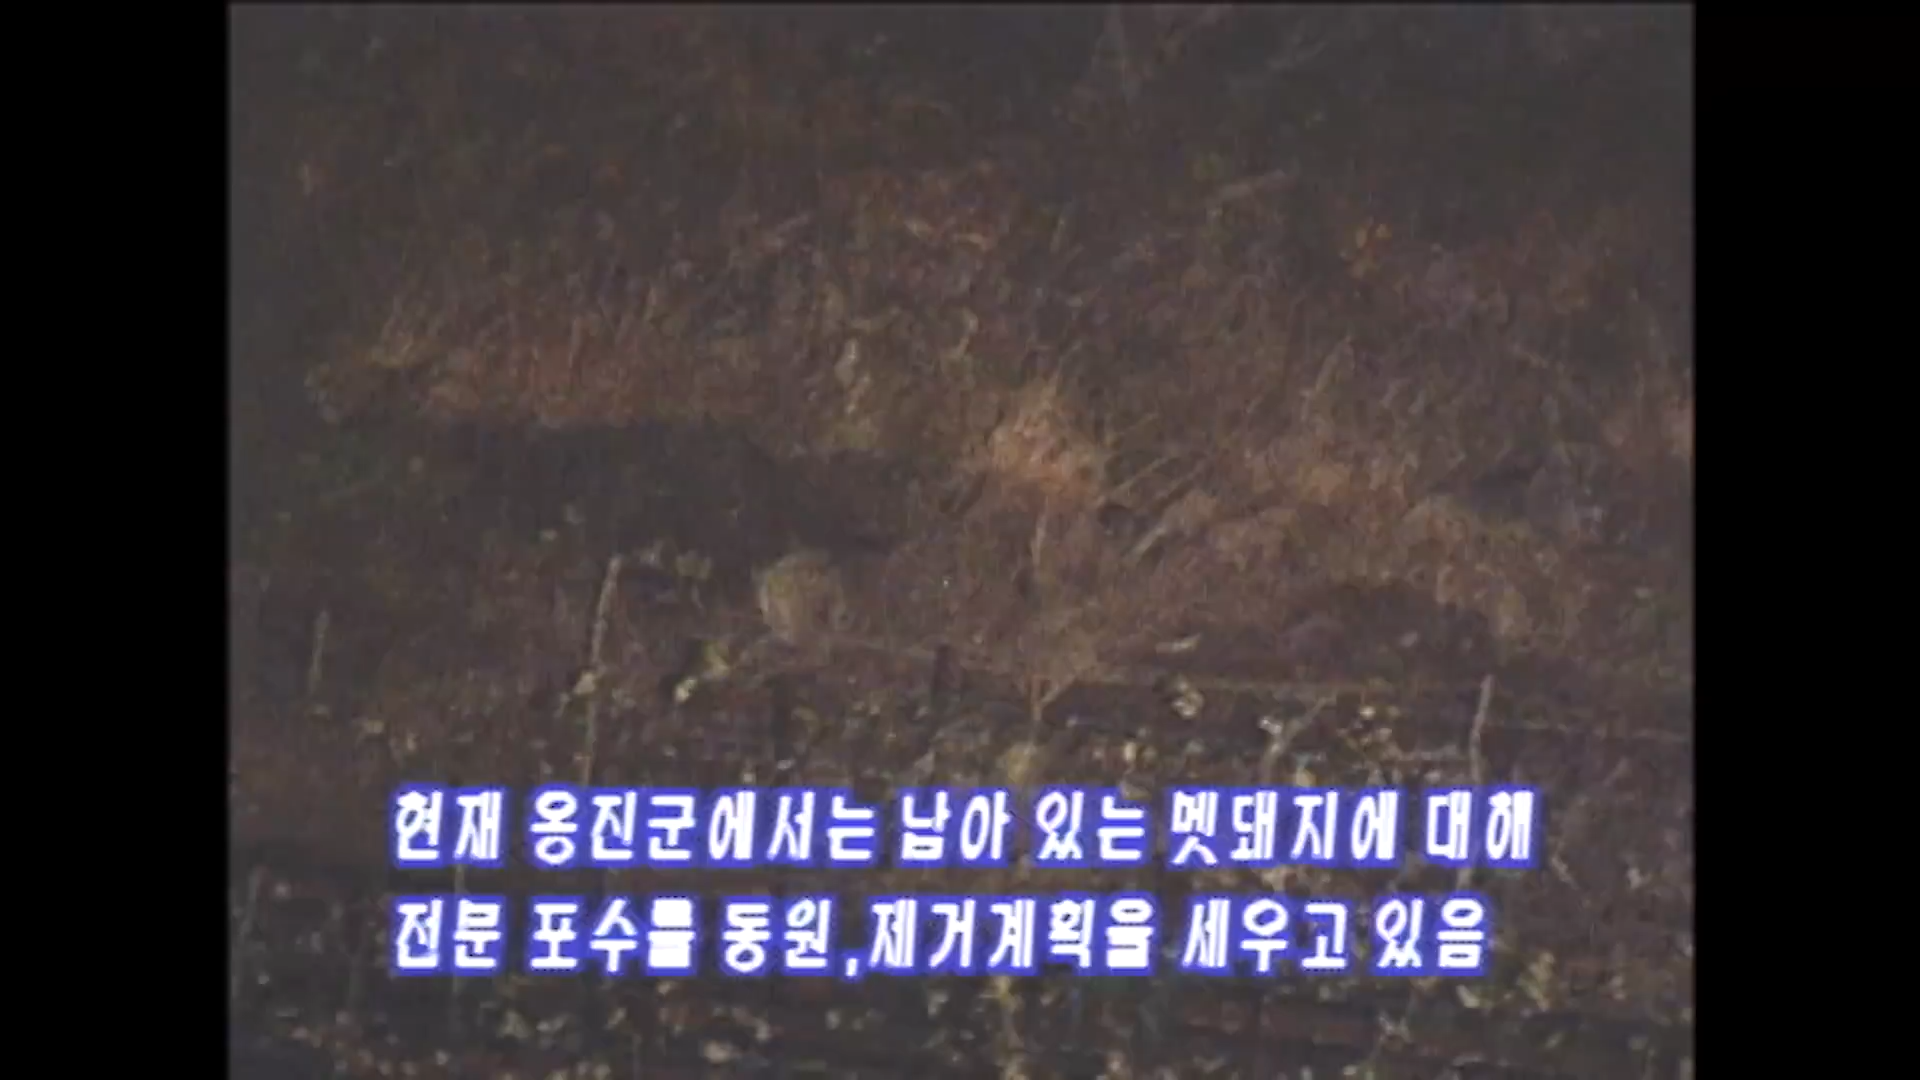 현재 옹진군에서는 남아 있는 멧돼지에 대해
전문 포수를 동원,제거계획을 세우고 있음